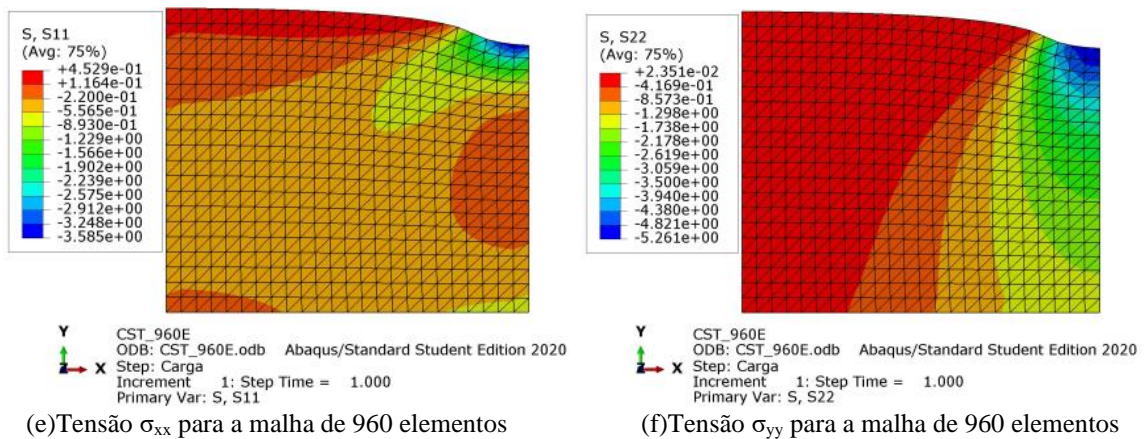 S, S11
(Avg: 75%)
+4.529e-01
+1.164e-01
-2.200e-01
-5.565e-01
-8.930e-01
-1.229e+00
-1.566e+00
-1.902e+00
-2.239e+00
-2.575e+00
-2.912e+00
-3.248e+00
-3.585e+00
Y
Z X
CST_960E
ODB: CST_960E.odb Abaqus/Standard Student Edition 2020
Step: Carga
Increment 1: Step Time = 1.000
Primary Var: S, S11
(e)Tensão σxx para a malha de 960 elementos
S, S22
(Avg: 75%)
+2.351e-02
-4.169e-01
-8.573e-01
-1.298e+00
-1.738e+00
-2.178e+00
-2.619e+00
-3.059e+00
-3.500e+00
-3.940e+00
-4.380e+00
-4.821e+00
-5.261e+00
Y
Z X
CST_960E
ODB: CST_960E.odb Abaqus/Standard Student Edition 2020
Step: Carga
Increment 1: Step Time = 1.000
Primary Var: S, S22
(f)Tensão σyy para a malha de 960 elementos